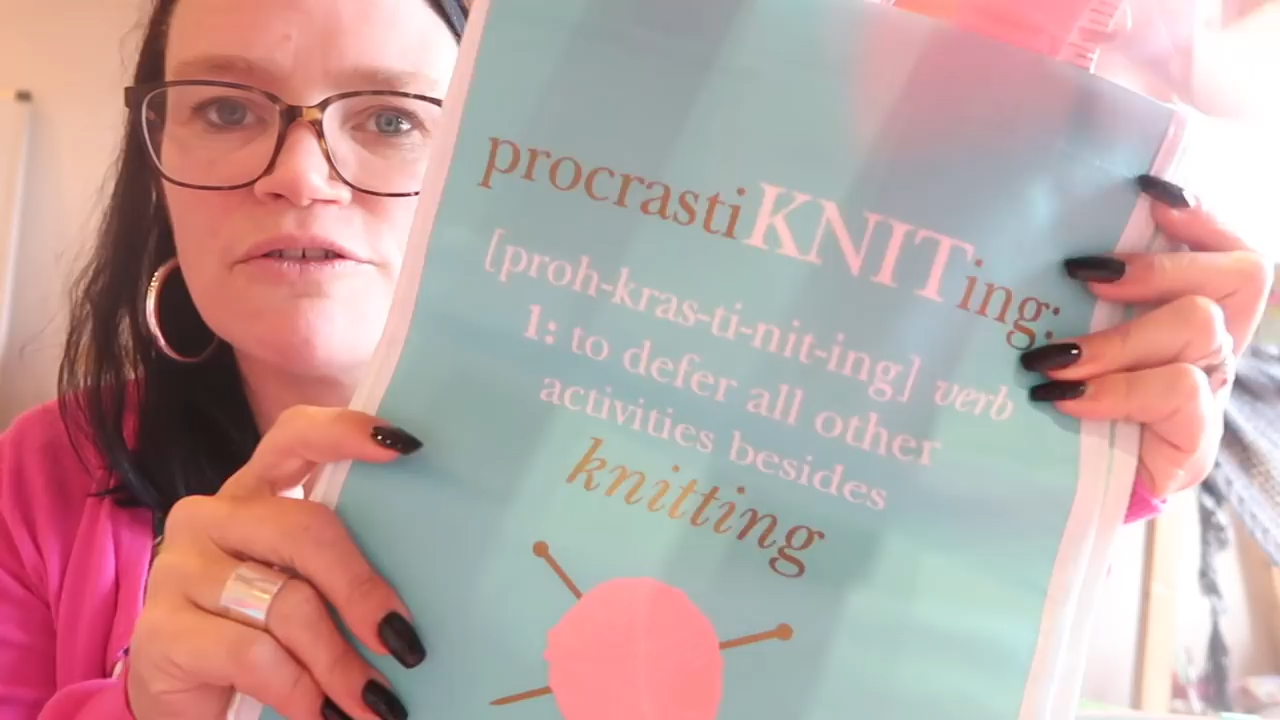 procrastiKNITing:
[proh-kras-ti-nit-ing] verb
1: to defer all other
activities besides
knitting